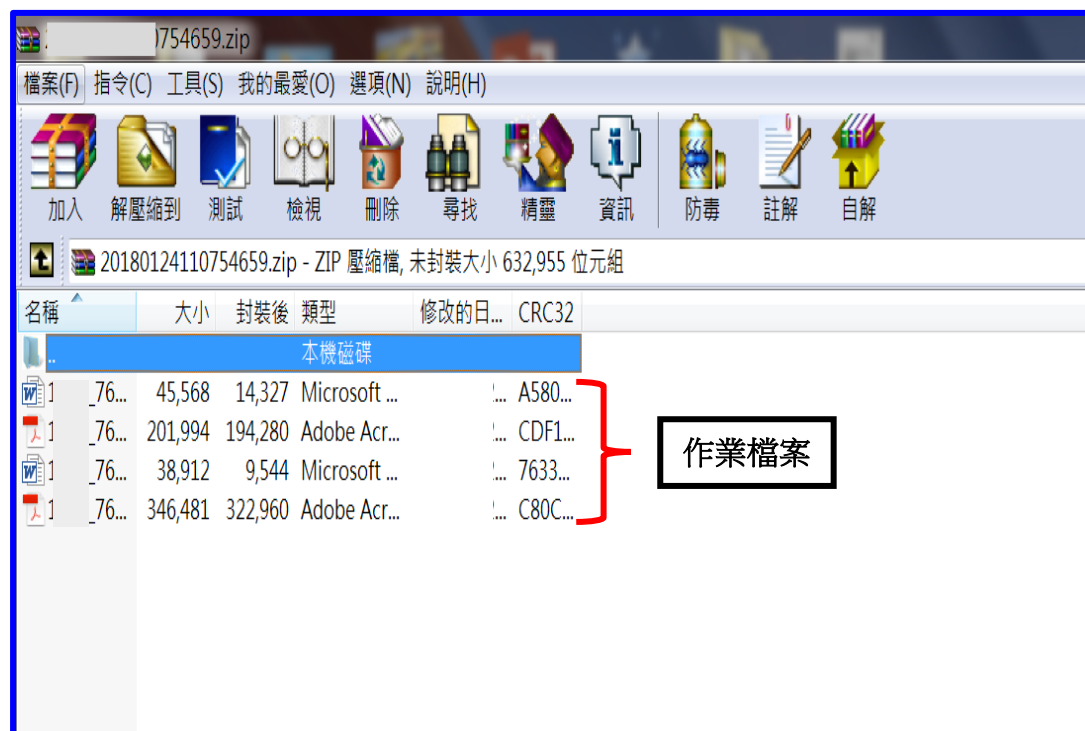 0754659.zip
檔案(F) 指令(C) 工具(S) 我的最愛(O) 選項(N) 說明(H)
加入 解壓縮到 測試 檢視 刪除 尋找 精靈 資訊 防毒 註解 自解
20180124110754659.zip - ZIP 壓縮檔, 未封裝大小 632,955 位元組
名稱 大小 封裝後 類型 修改的日... CRC32
.. 本機磁碟
1 _76... 45,568 14,327 Microsoft ... ... A580...
1 _76... 201,994 194,280 Adobe Acr... ... CDF1...
1 _76... 38,912 9,544 Microsoft ... ... 7633...
1 _76... 346,481 322,960 Adobe Acr... ... C80C...
作業檔案